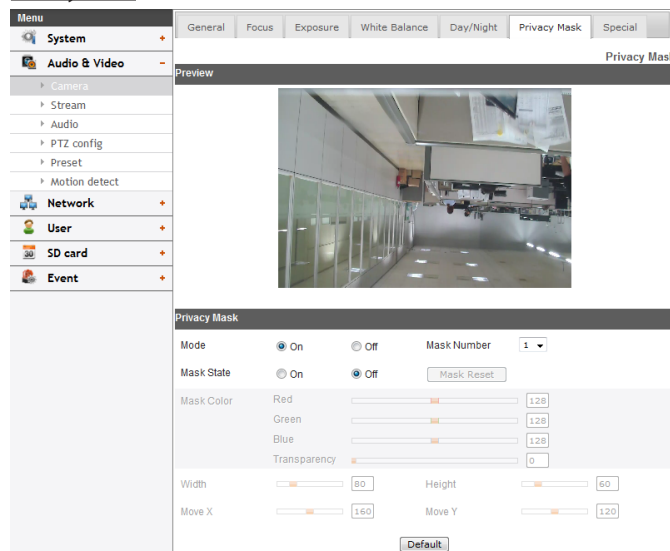 Menu
System +
Audio & Video -
Camera
Stream
Audio
PTZ config
Preset
Motion detect
Network +
User +
30 SD card +
Event +
General Focus Exposure White Balance Day/Night Privacy Mask Special
Privacy Mas
Preview
Privacy Mask
Mode On Off Mask Number 1
Mask State On Off Mask Reset
Mask Color Red 128
Green 128
Blue 128
Transparency 0
Width 80 Height 60
Move X 160 Move Y 120
Default